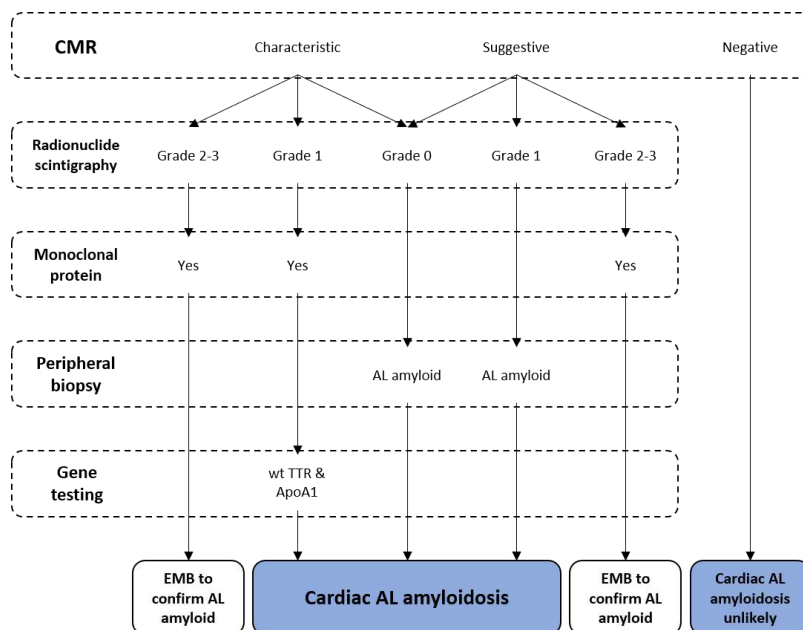 CMR Characteristic Suggestive Negative
Radionuclide
scintigraphy
Grade 2-3 Grade 1 Grade 0 Grade 1 Grade 2-3
Monoclonal
protein
Yes Yes Yes
Peripheral
biopsy
AL amyloid AL amyloid
Gene
testing
wt TTR &
ApoA1
EMB to
confirm AL
amyloid
Cardiac AL amyloidosis
EMB to
confirm AL
amyloid
Cardiac AL
amyloidosis
unlikely